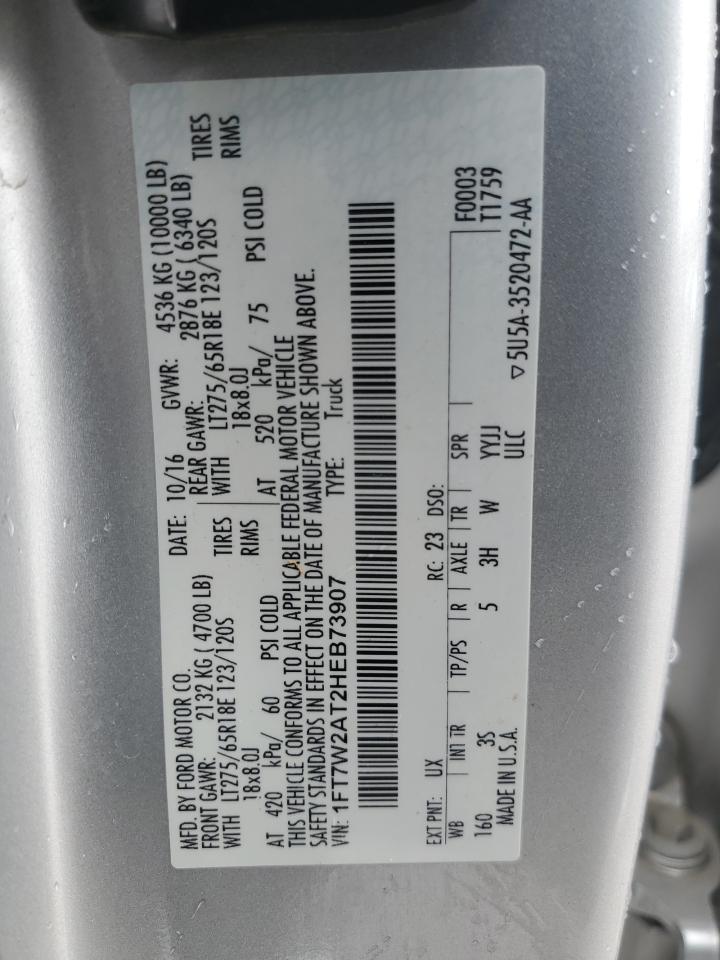 MFD. BY FORD MOTOR CO. DATE: 10/16 GVWR: 4536 KG (10000 LB)
FRONT GAWR: 2132 KG ( 4700 LB) REAR GAWR: 2876 KG ( 6340 LB)
WITH LT275/65R18E 123/120S TIRES WITH LT275/65R18E 123/120S TIRES
18x8.0J RIMS 18x8.0J RIMS
AT 420 kPa/ 60 PSI COLD AT 520 kPa/ 75 PSI COLD
THIS VEHICLE CONFORMS TO ALL APPLICABLE FEDERAL MOTOR VEHICLE
SAFETY STANDARDS IN EFFECT ON THE DATE OF MANUFACTURE SHOWN ABOVE.
VIN: 1FT7W2AT2HEB73907 TYPE: Truck
EXT PNT: UX RC: 23 DSO: F0003
WB INT TR TP/PS R AXLE TR SPR T1759
160 3S 5 3H W YYJJ
MADE IN U.S.A. ULC ▽5U5A-3520472-AA